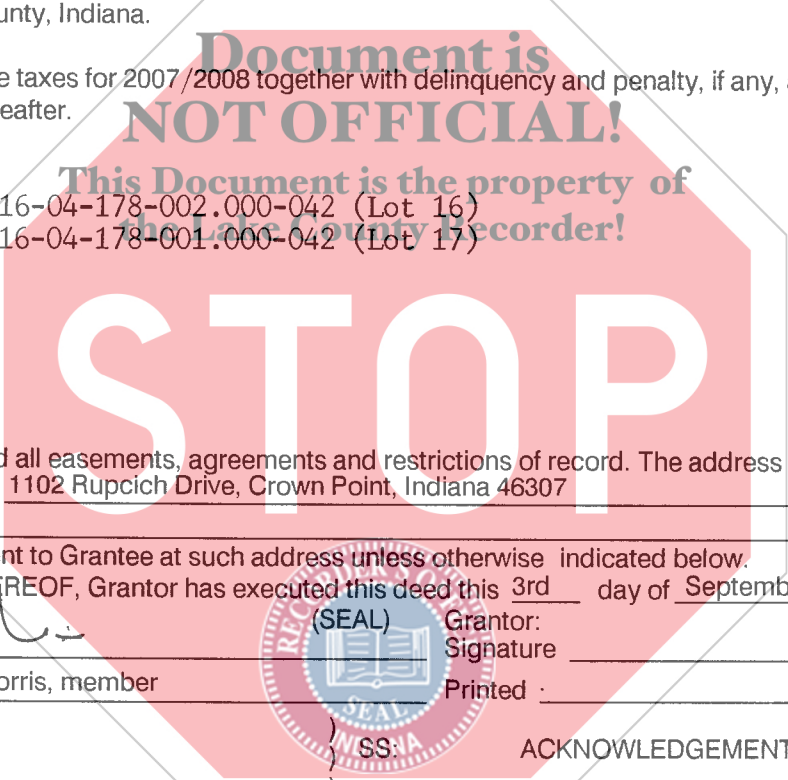 unty, Indiana.
Document is
e taxes for 2007/2008 together with delinquency and penalty, if any,
eafter.
NOT OFFICIAL!
This Document is the property of
16-04-178-002.000-042 (Lot 16)
the Lake County Recorder!
16-04-178-001.000-042 (Lot 17)
STOP
d all easements, agreements and restrictions of record. The address
1102 Rupcich Drive, Crown Point, Indiana 46307
nt to Grantee at such address unless otherwise indicated below.
REOF, Grantor has executed this deed this 3rd day of Septemb
(SEAL) Grantor:
Signature
orris, member Printed
RECORDER'S OFFICE
SEAL
INDIANA
SS: ACKNOWLEDGEMENT